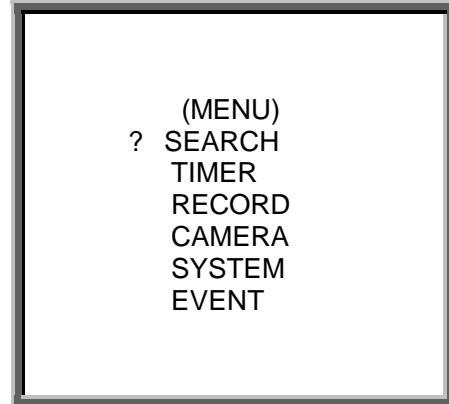 (MENU)
? SEARCH
TIMER
RECORD
CAMERA
SYSTEM
EVENT